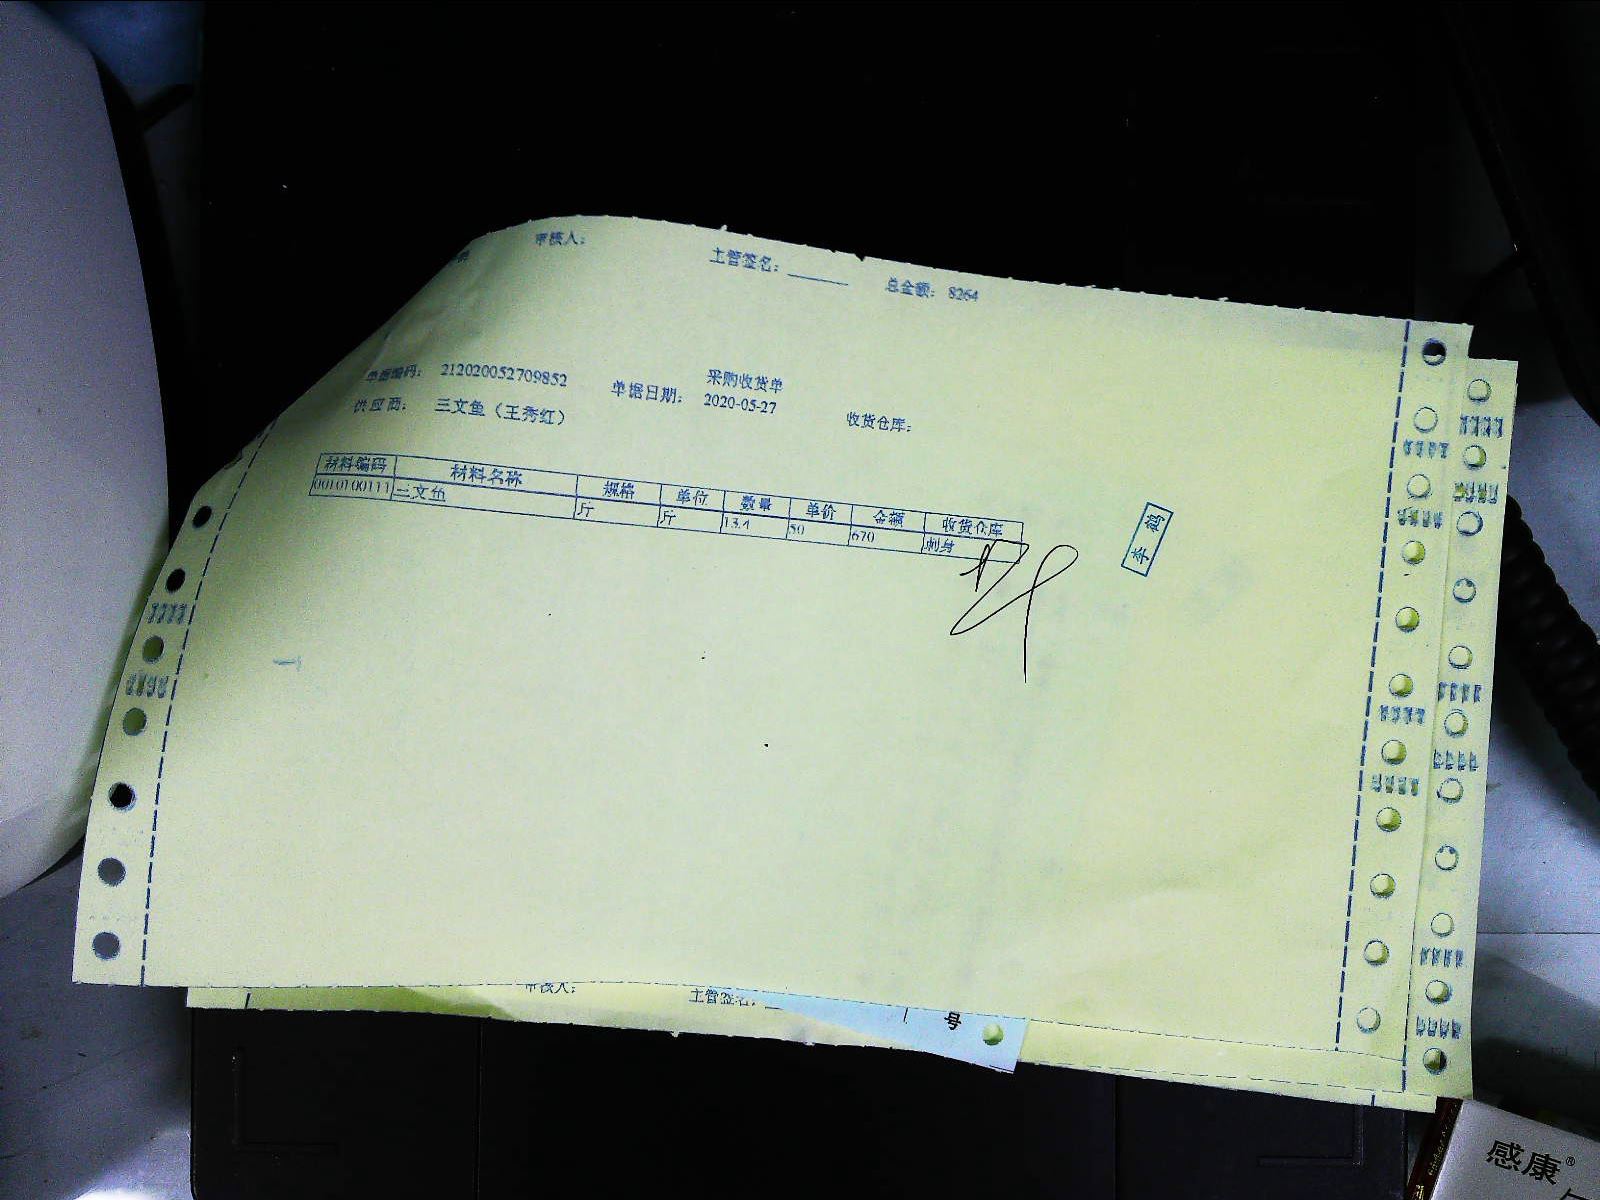 审核人:
主管签名:
总金额: 8264
采购收货单
单据编码: 212020052709852 单据日期: 2020-05-27 收货仓库:
供应商: 三文鱼（王秀红）
材料编码 材料名称 规格 单位 数量 单价 金额 收货仓库
0010100111 三文鱼 斤 斤 13.4 50 670 刺身
李鹤
审核人:
主管签名:
号
感康®